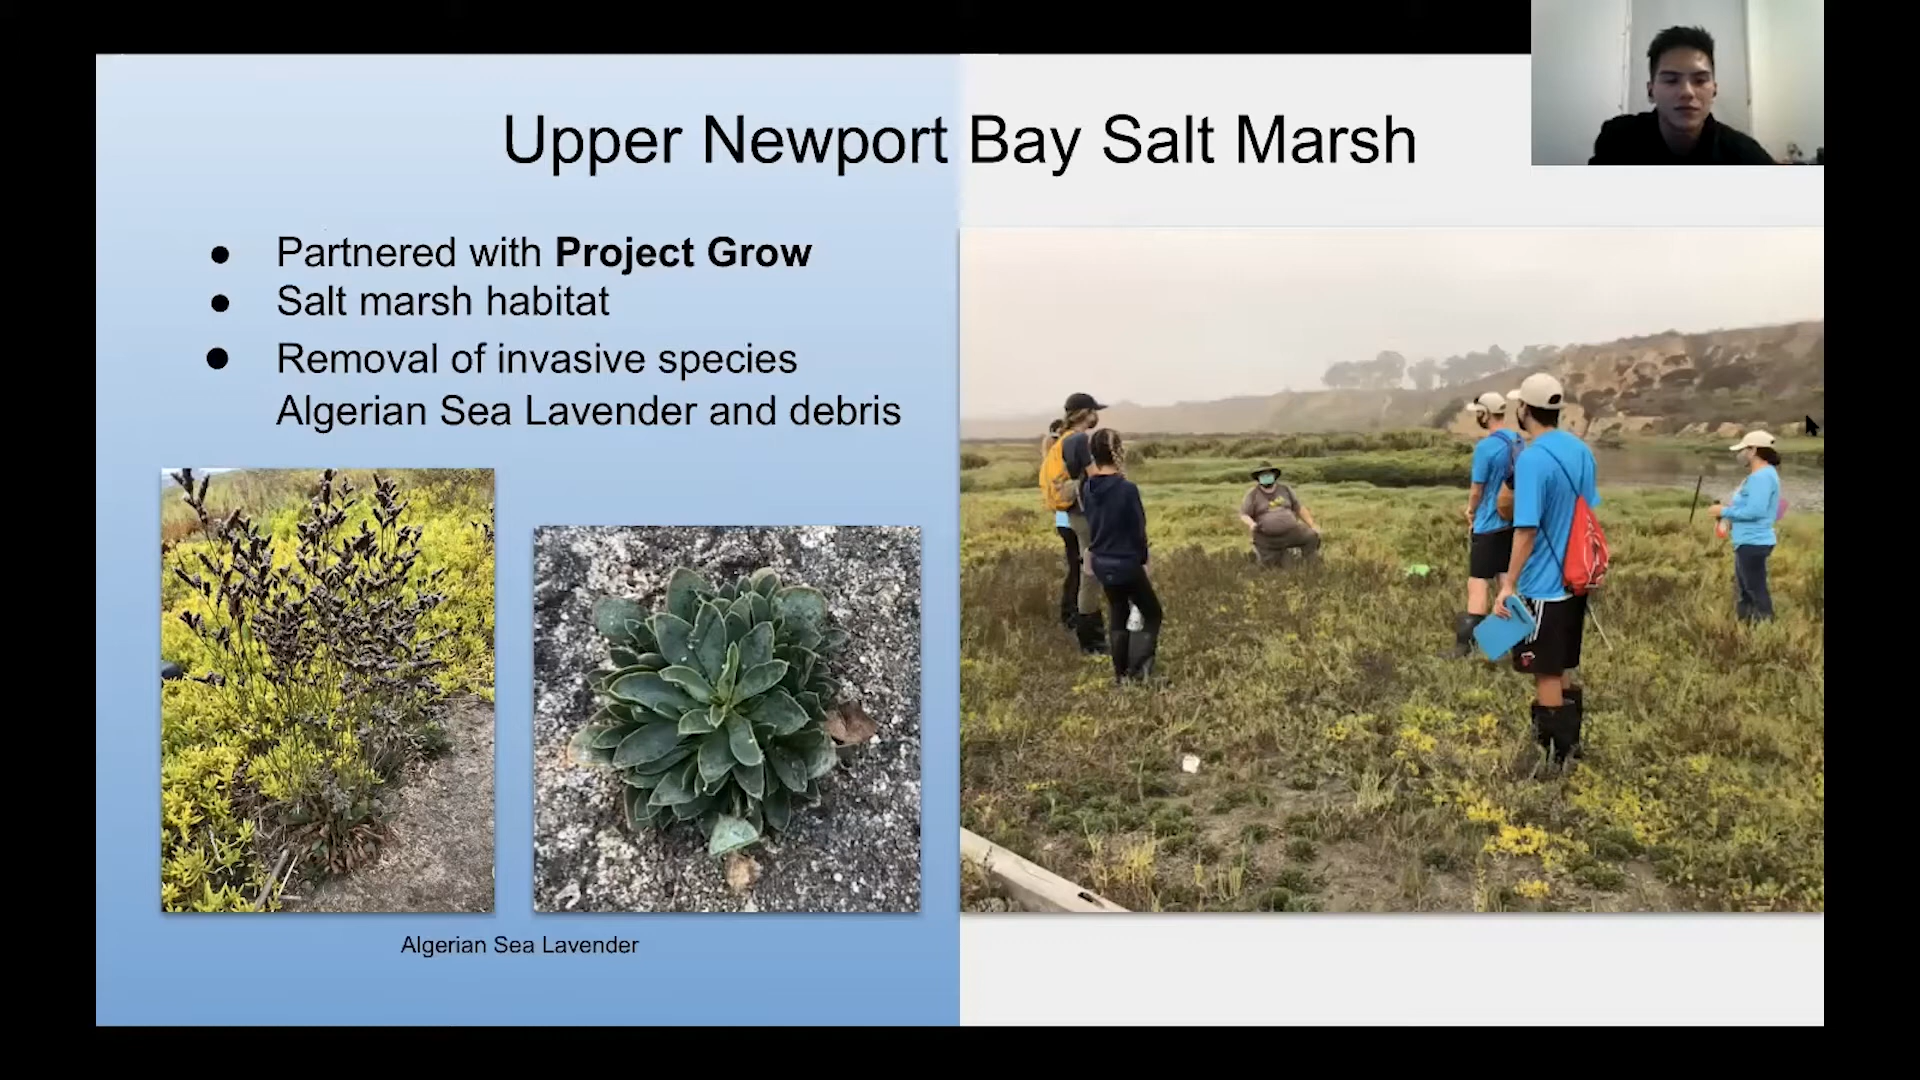 Upper Newport Bay Salt Marsh
● Partnered with Project Grow
● Salt marsh habitat
● Removal of invasive species
Algerian Sea Lavender and debris
Algerian Sea Lavender